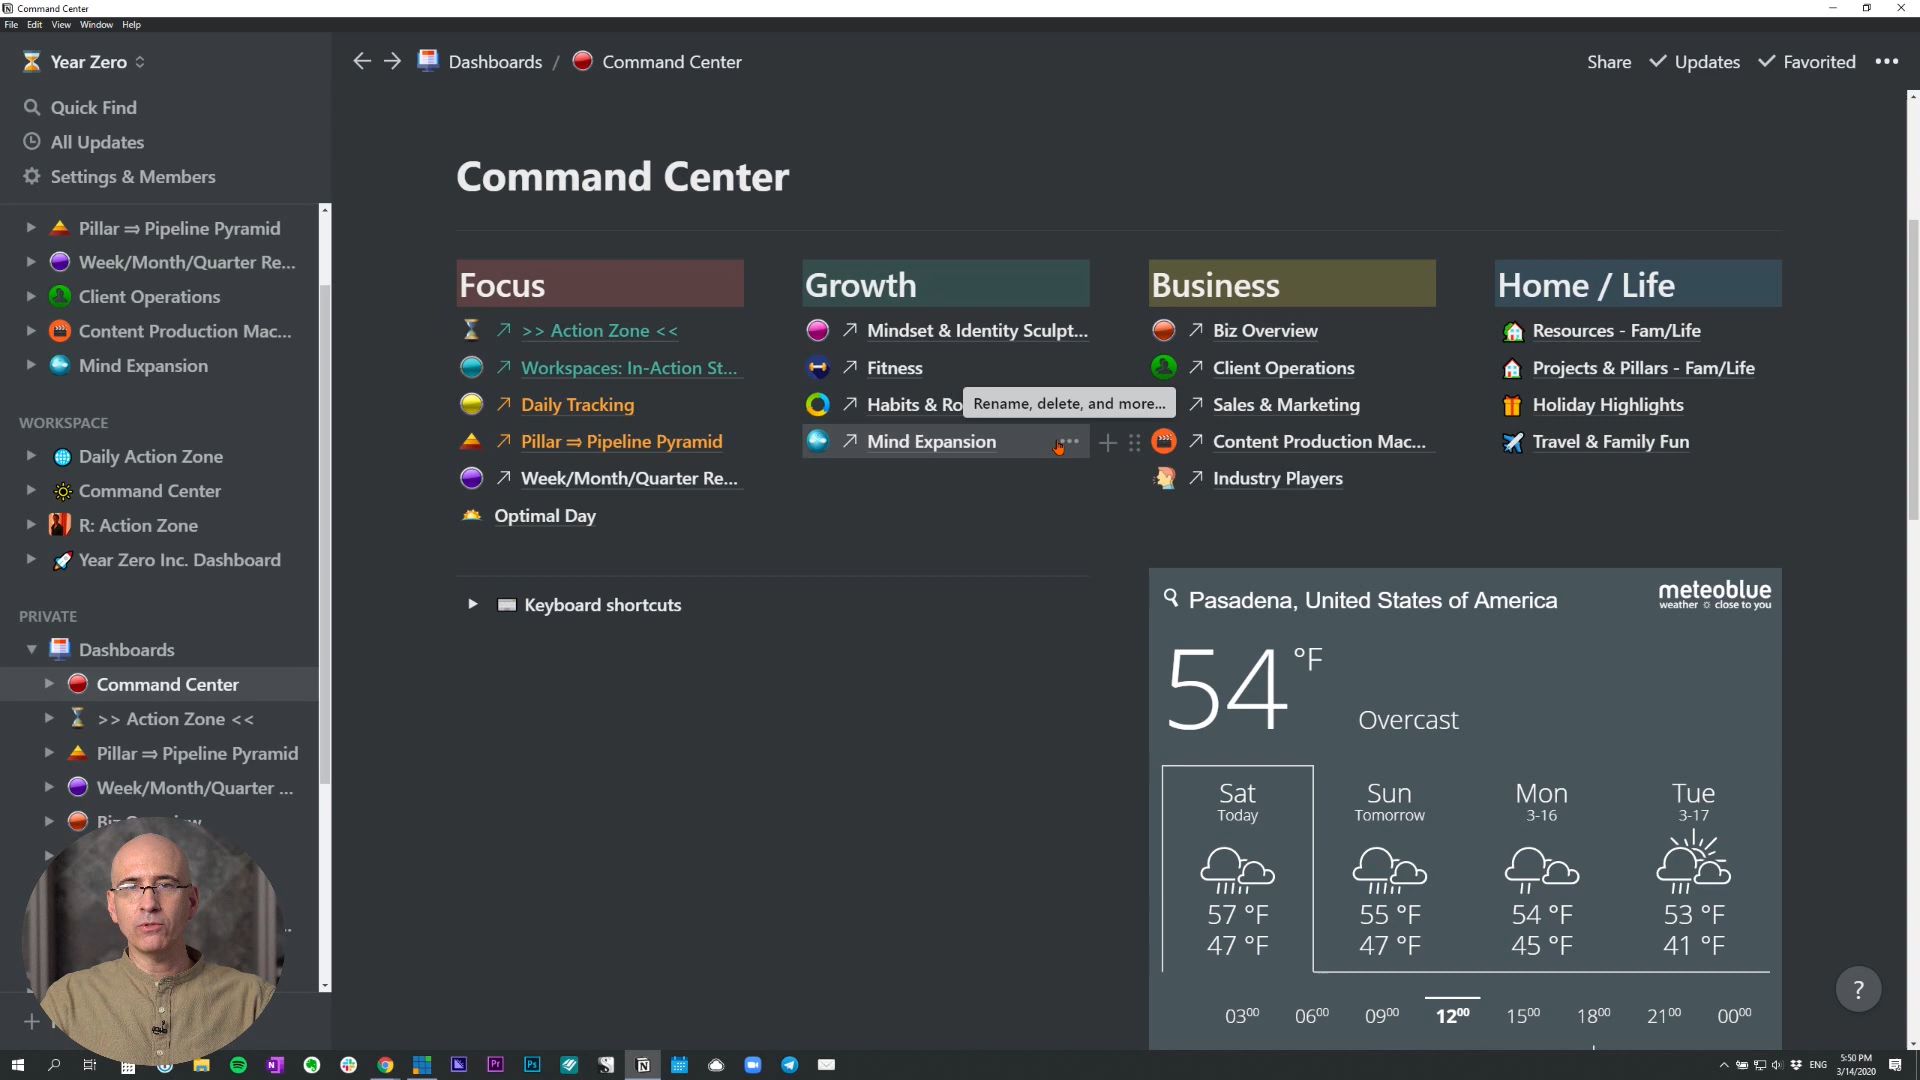 Command Center
File Edit View Window Help
Year Zero
Quick Find
All Updates
Settings & Members
Pillar ⇒ Pipeline Pyramid
Week/Month/Quarter Re...
Client Operations
Content Production Mac...
Mind Expansion
WORKSPACE
Daily Action Zone
Command Center
R: Action Zone
Year Zero Inc. Dashboard
PRIVATE
Dashboards
Command Center
>> Action Zone <<
Pillar ⇒ Pipeline Pyramid
Week/Month/Quarter ...
Dashboards / Command Center
Share Updates Favorited
Command Center
Focus
>> Action Zone <<
Workspaces: In-Action St...
Daily Tracking
Pillar ⇒ Pipeline Pyramid
Week/Month/Quarter Re...
Optimal Day
Growth
Mindset & Identity Sculpt...
Fitness
Habits & Ro
Rename, delete, and more...
Mind Expansion
Business
Biz Overview
Client Operations
Sales & Marketing
Content Production Mac...
Industry Players
Home / Life
Resources - Fam/Life
Projects & Pillars - Fam/Life
Holiday Highlights
Travel & Family Fun
Keyboard shortcuts
Pasadena, United States of America
meteoblue
weather close to you
54 °F
Overcast
Sat Sun Mon Tue
Today Tomorrow 3-16 3-17
57 °F 55 °F 54 °F 53 °F
47 °F 47 °F 45 °F 41 °F
03⁰⁰ 06⁰⁰ 09⁰⁰ 12⁰⁰ 15⁰⁰ 18⁰⁰ 21⁰⁰ 00⁰⁰
?
ENG
5:50 PM
3/14/2020